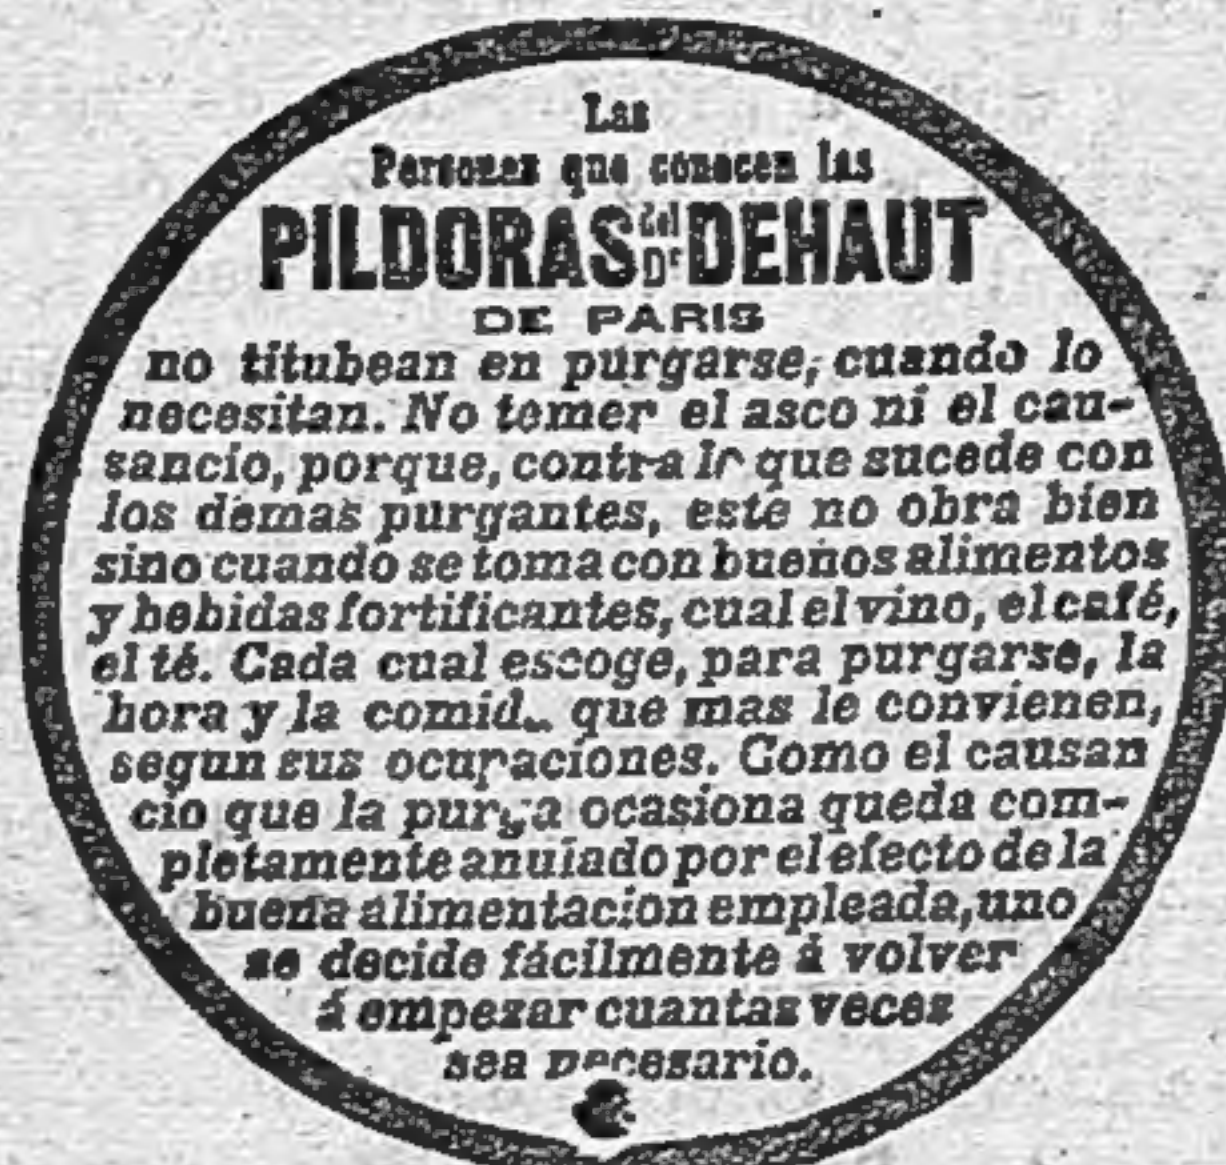 Las
Personas que conocen las
PILDORAS del Dr DEHAUT
DE PARIS
no titubean en purgarse, cuando lo
necesitan. No temer el asco ni el cau-
sancio, porque, contra lo que sucede con
los demas purgantes, este no obra bien
sino cuando se toma con buenos alimentos
y bebidas fortificantes, cual el vino, el café,
el té. Cada cual escoge, para purgarse, la
hora y la comid. que mas le convienen,
segun sus ocupaciones. Como el causan
cio que la purga ocasiona queda com-
pletamente anulado por el efecto de la
buena alimentacion empleada, uno
se decide fácilmente á volver
á empezar cuantas veces
sea necesario.